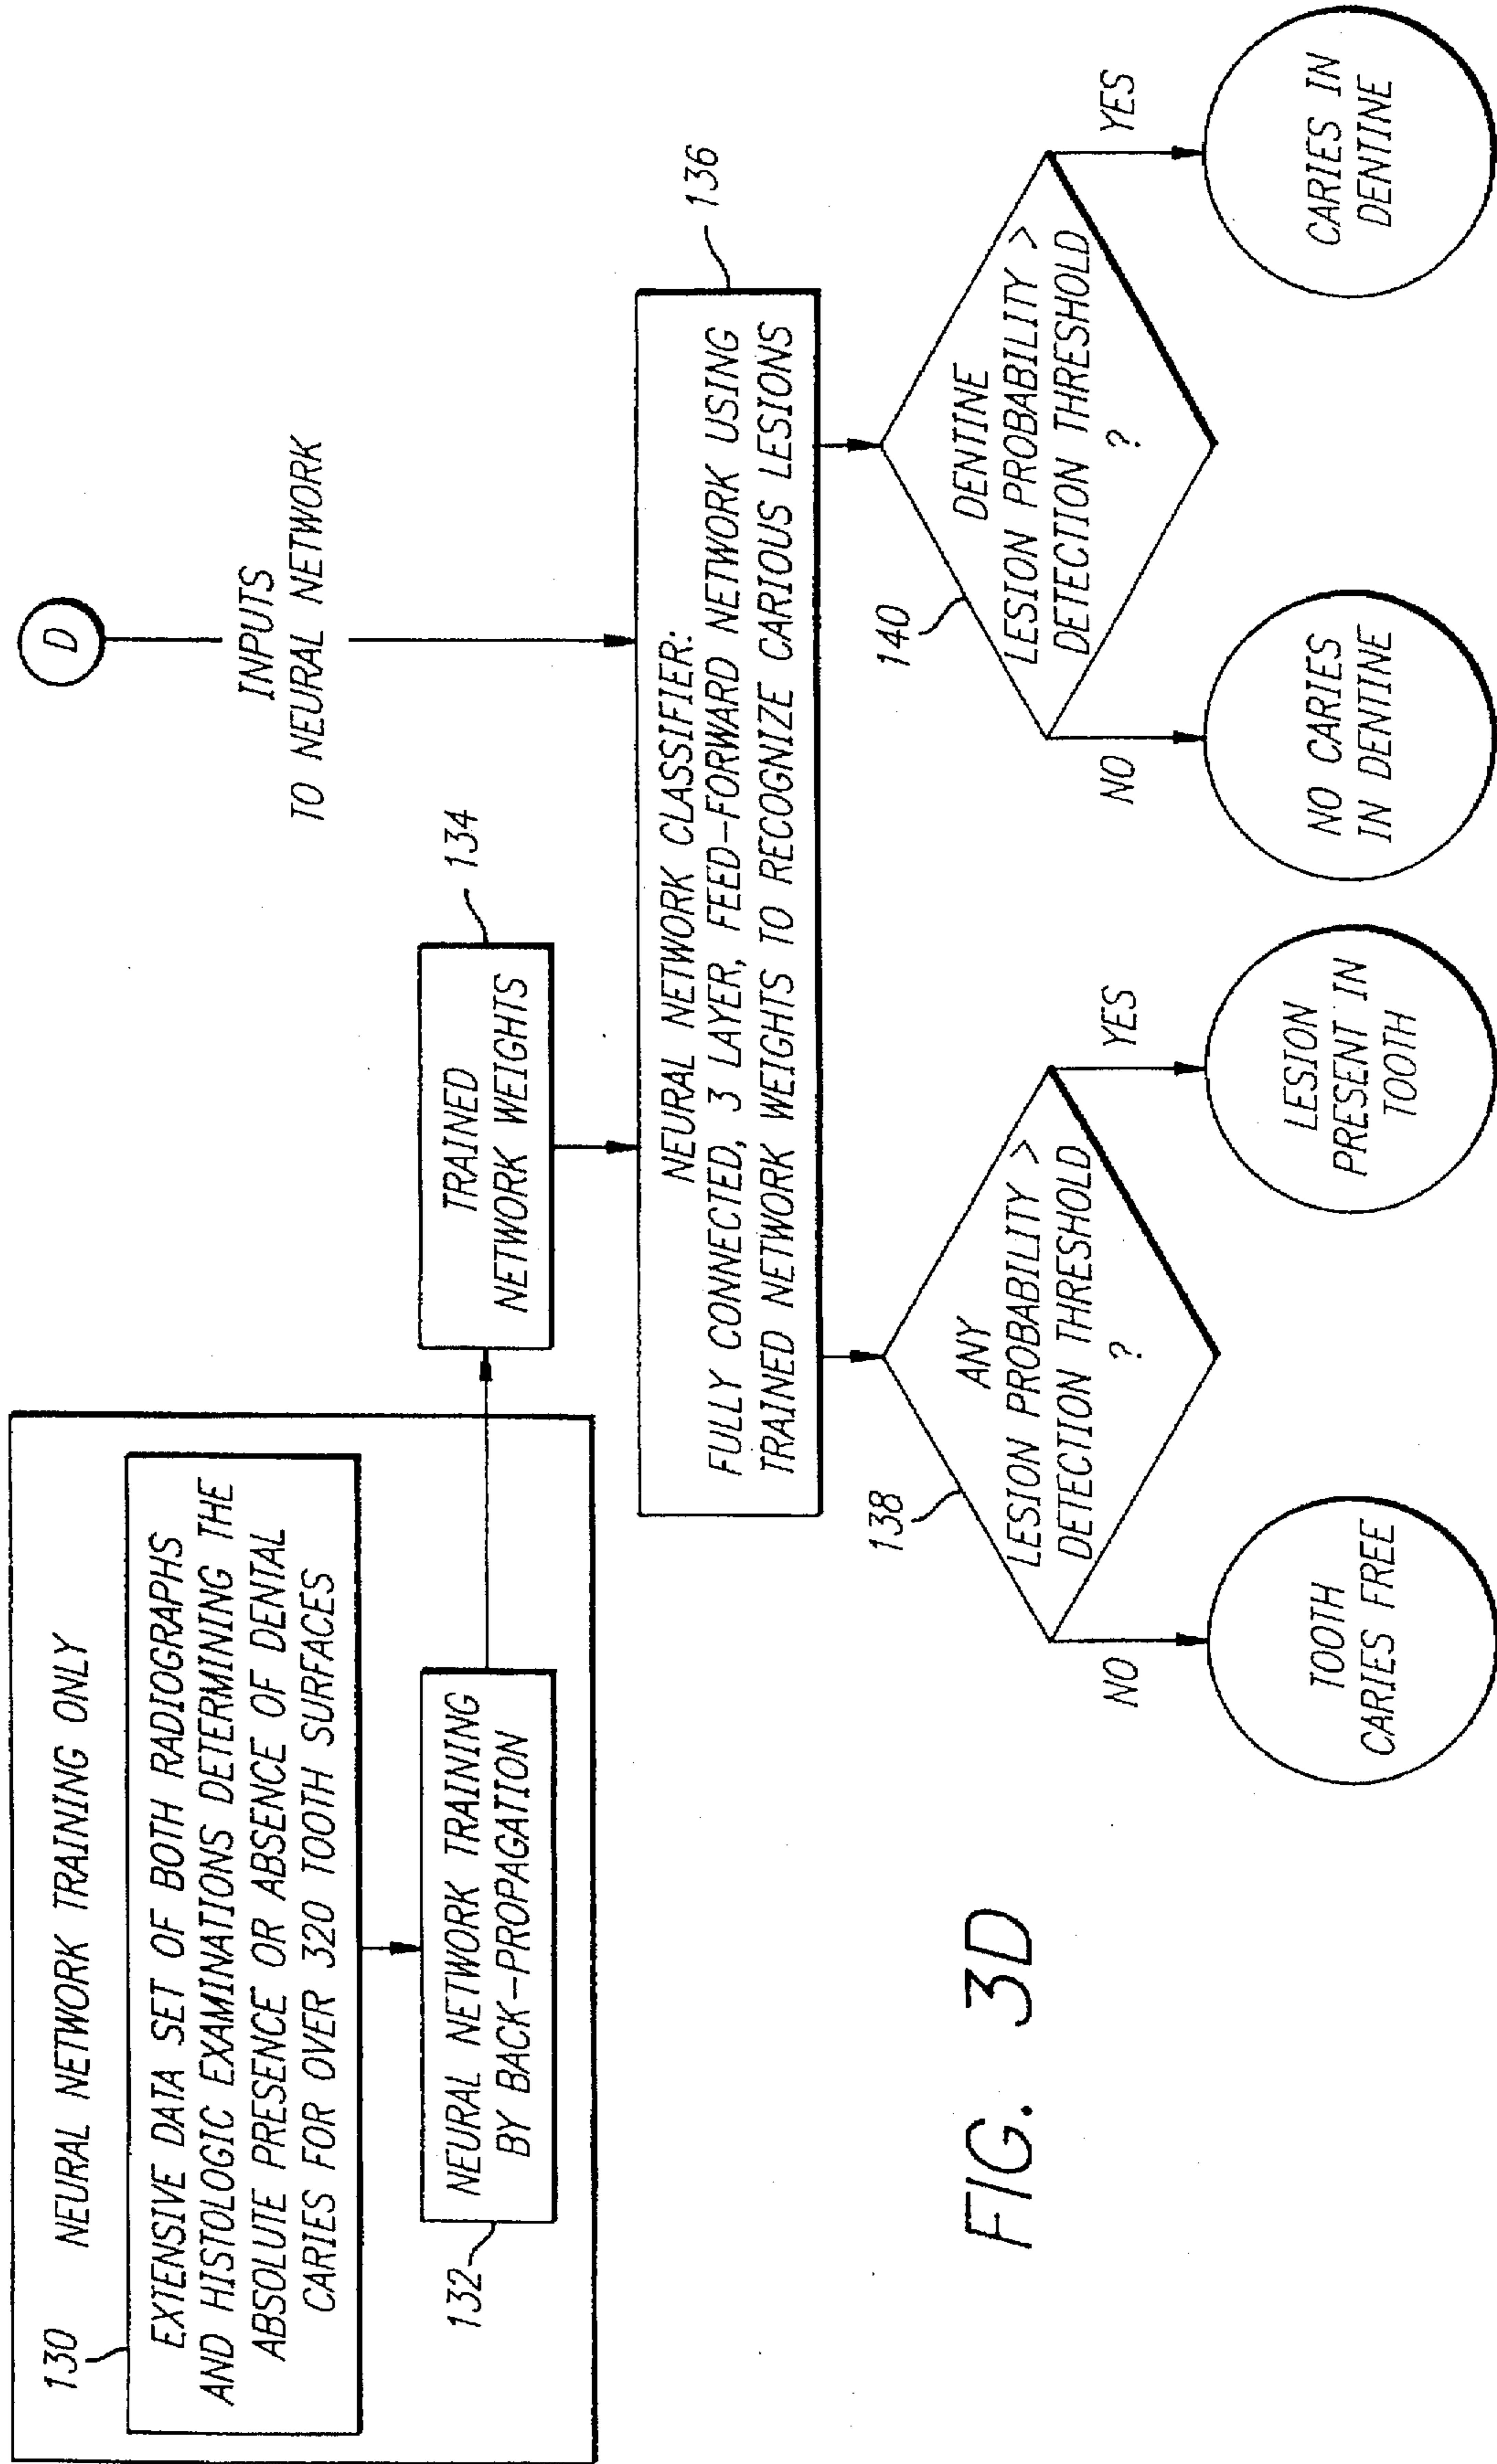 NEURAL NETWORK TRAINING ONLY
130
EXTENSIVE DATA SET OF BOTH RADIOGRAPHS
AND HISTOLOGIC EXAMINATIONS DETERMINING THE
ABSOLUTE PRESENCE OR ABSENCE OF DENTAL
CARIES FOR OVER 320 TOOTH SURFACES
132
NEURAL NETWORK TRAINING
BY BACK-PROPAGATION
TRAINED
NETWORK WEIGHTS
134
D
INPUTS
TO NEURAL NETWORK
136
NEURAL NETWORK CLASSIFIER:
FULLY CONNECTED, 3 LAYER, FEED-FORWARD NETWORK USING
TRAINED NETWORK WEIGHTS TO RECOGNIZE CARIOUS LESIONS
138
ANY
LESION PROBABILITY >
DETECTION THRESHOLD
?
NO
YES
TOOTH
CARIES FREE
LESION
PRESENT IN
TOOTH
140
DENTINE
LESION PROBABILITY >
DETECTION THRESHOLD
?
NO
YES
NO CARIES
IN DENTINE
CARIES IN
DENTINE
FIG. 3D